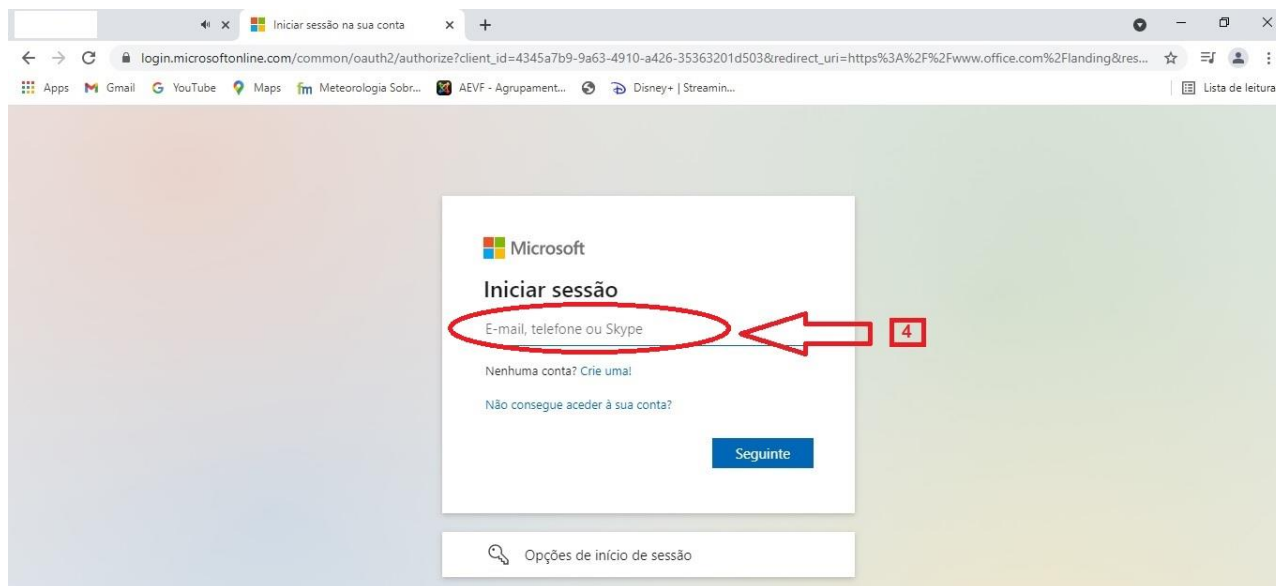 Iniciar sessão na sua conta
login.microsoftonline.com/common/oauth2/authorize?client_id=4345a7b9-9a63-4910-a426-35363201d503&redirect_uri=https%3A%2F%2Fwww.office.com%2Flanding&res...
Apps Gmail YouTube Maps fm Meteorologia Sobr... AEVF - Agrupament... Disney+ | Streamin... Lista de leitura
Microsoft
Iniciar sessão
E-mail, telefone ou Skype
4
Nenhuma conta? Crie uma!
Não consegue aceder à sua conta?
Seguinte
Opções de início de sessão